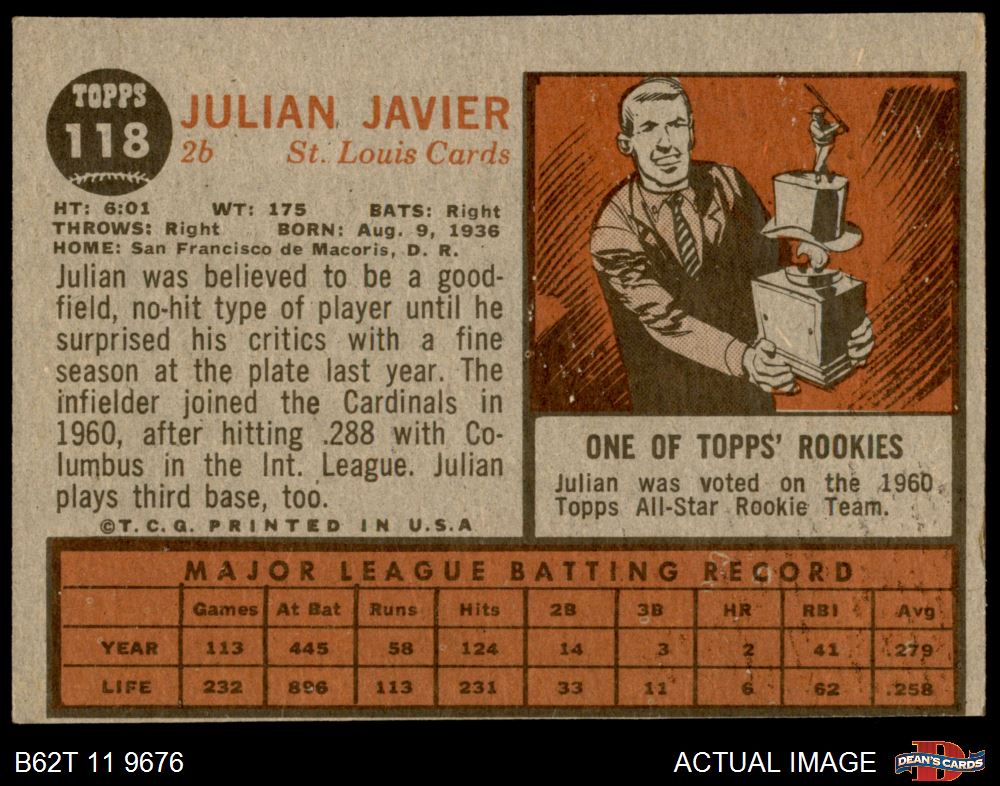 TOPPS
118
JULIAN JAVIER
2b St. Louis Cards
HT: 6:01 WT: 175 BATS: Right
THROWS: Right BORN: Aug. 9, 1936
HOME: San Francisco de Macoris, D. R.
Julian was believed to be a good-
field, no-hit type of player until he
surprised his critics with a fine
season at the plate last year. The
infielder joined the Cardinals in
1960, after hitting .288 with Co-
lumbus in the Int. League. Julian
plays third base, too.
©T.C.G. PRINTED IN U.S.A
ONE OF TOPPS' ROOKIES
Julian was voted on the 1960
Topps All-Star Rookie Team.
MAJOR LEAGUE BATTING RECORD
Games At Bat Runs Hits 2B 3B HR RBI Avg
YEAR 113 445 58 124 14 3 2 41 .279
LIFE 232 896 113 231 33 11 6 62 .258
B62T 11 9676
ACTUAL IMAGE
D
DEAN'S CARDS